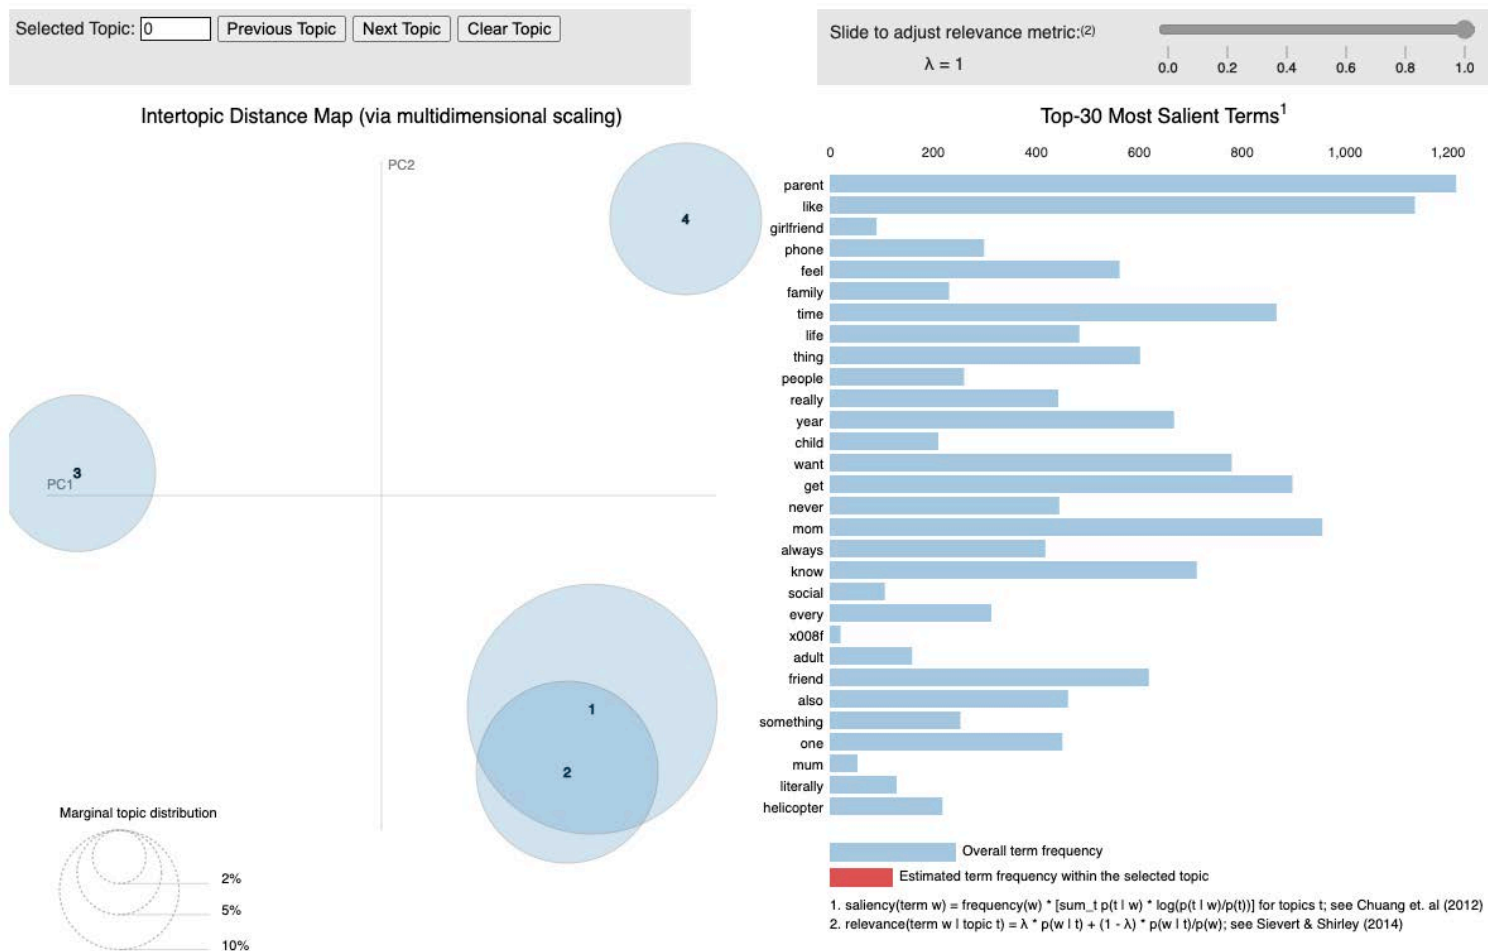 Selected Topic: 0 Previous Topic Next Topic Clear Topic
Slide to adjust relevance metric:(2)
λ = 1
0.0 0.2 0.4 0.6 0.8 1.0
Intertopic Distance Map (via multidimensional scaling)
PC2
4
3
PC1
1
2
Marginal topic distribution
2%
5%
10%
Top-30 Most Salient Terms1
0 200 400 600 800 1,000 1,200
parent
like
girlfriend
phone
feel
family
time
life
thing
people
really
year
child
want
get
never
mom
always
know
social
every
x008f
adult
friend
also
something
one
mum
literally
helicopter
Overall term frequency
Estimated term frequency within the selected topic
1. saliency(term w) = frequency(w) * [sum_t p(t | w) * log(p(t | w)/p(t))] for topics t; see Chuang et. al (2012)
2. relevance(term w | topic t) = λ * p(w | t) + (1 - λ) * p(w | t)/p(w); see Sievert & Shirley (2014)